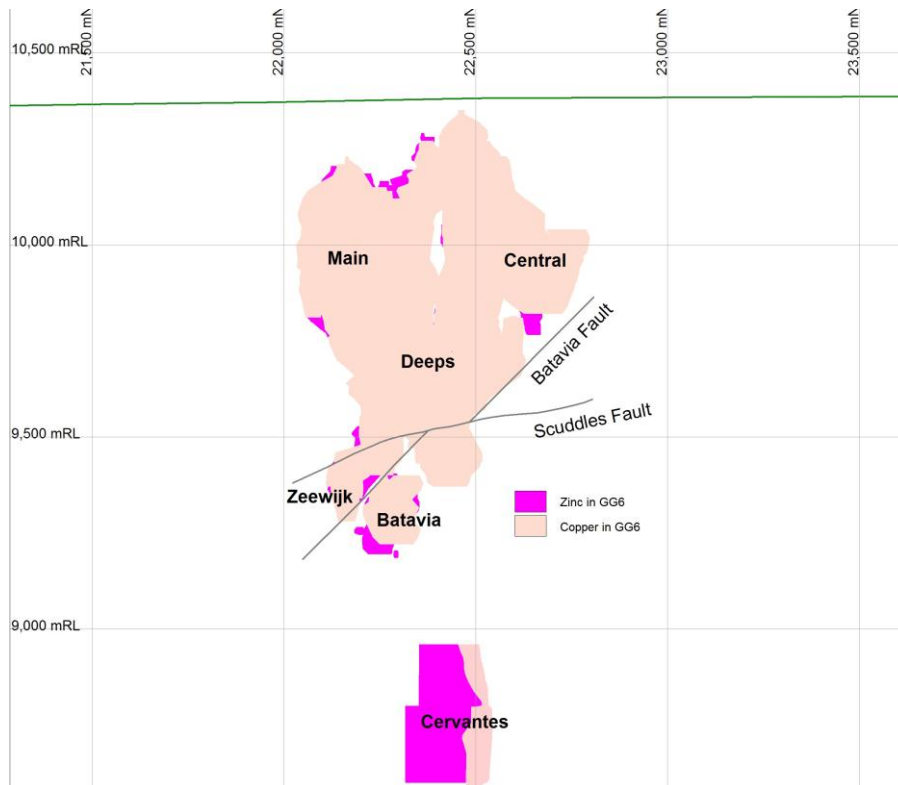 21,500 mN
22,000 mN
22,500 mN
23,000 mN
23,500 mN
10,500 mRL
10,000 mRL
Main
Central
Deeps
Batavia Fault
9,500 mRL
Scuddles Fault
Zeewijk
Batavia
Zinc in GG6
Copper in GG6
9,000 mRL
Cervantes